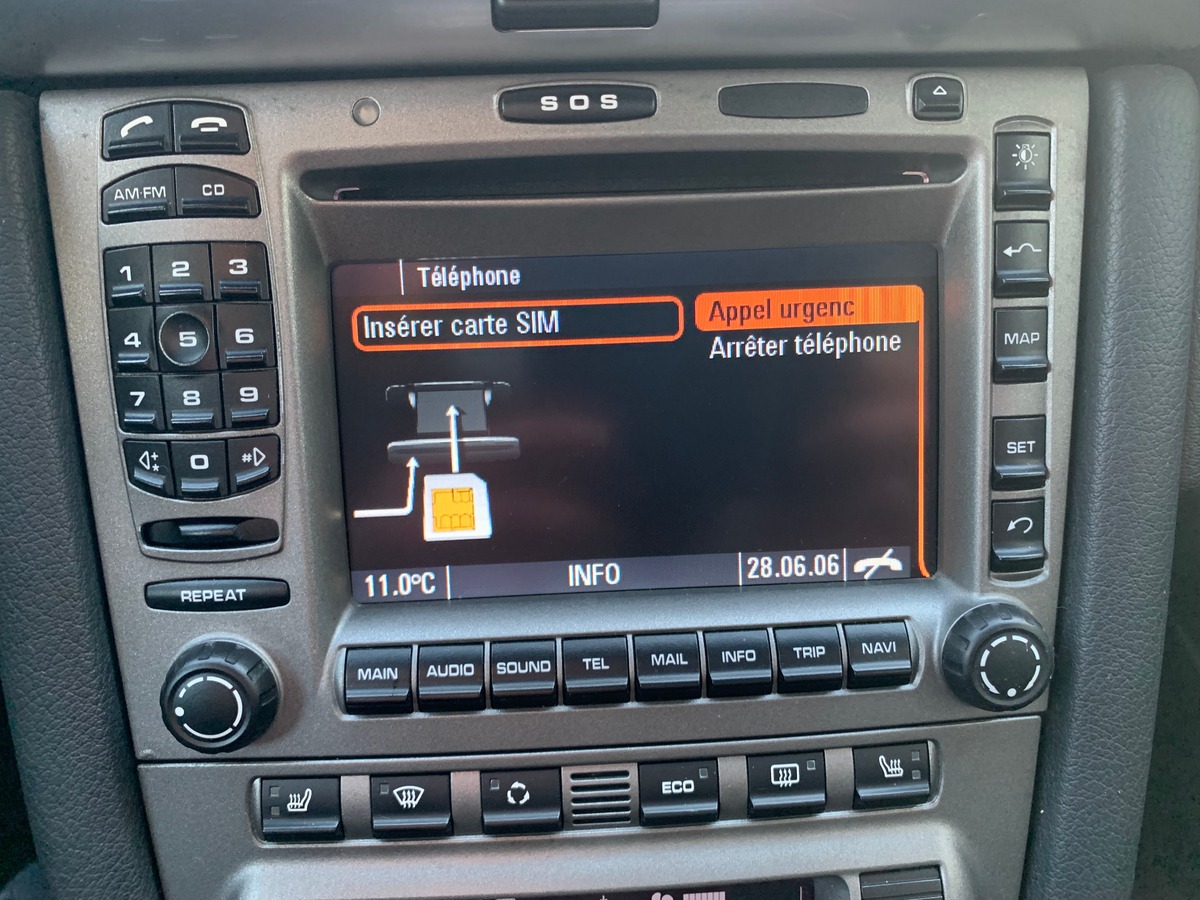 SOS
AM·FM CD
1 2 3
4 5 6
7 8 9
*+ 0 #
REPEAT
MAP
SET
Téléphone
Insérer carte SIM
Appel urgenc
Arrêter téléphone
11.0°C INFO 28.06.06
MAIN AUDIO SOUND TEL MAIL INFO TRIP NAVI
ECO